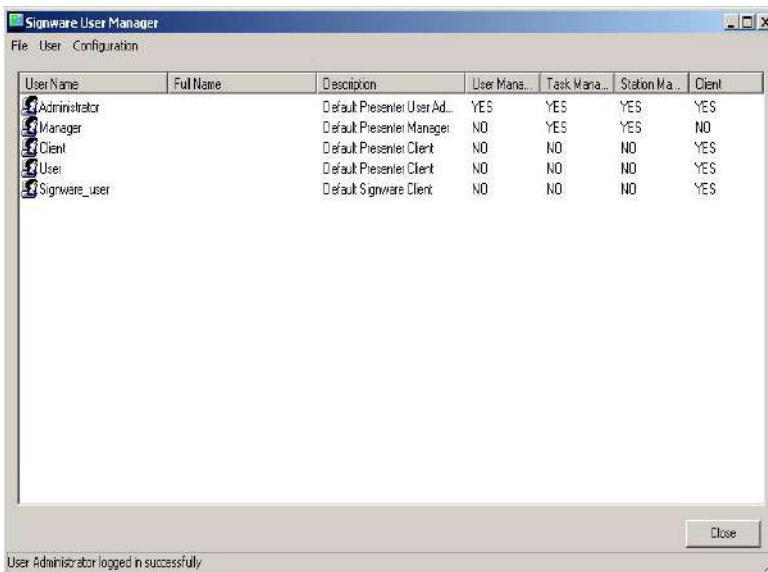 Signware User Manager
File User Configuration
User Name Full Name Description User Mana... Task Mana... Station Ma... Client
Administrator Default Presenter User Ad... YES YES YES YES
Manager Default Presenter Manager NO YES YES NO
Client Default Presenter Client NO NO NO YES
User Default Presenter Client NO NO NO YES
Signware_user Default Signware Client NO NO NO YES
Close
User Administrator logged in successfully